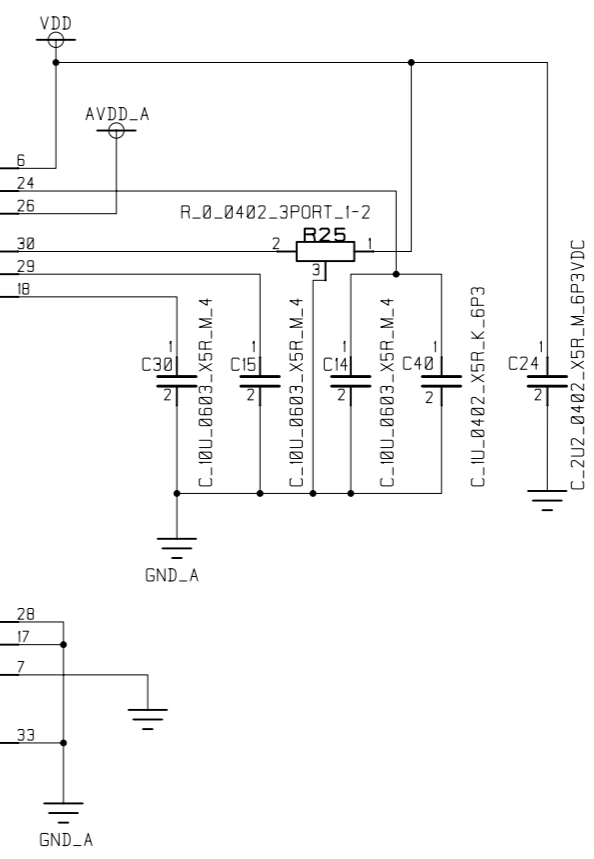 VDD
AVDD_A
6
24
26
R_0_0402_3PORT_1-2
30
2
R25
1
29
3
18
1
C30
2
C_10U_0603_X5R_M_4
1
C15
2
C_10U_0603_X5R_M_4
1
C14
2
C_10U_0603_X5R_M_4
1
C40
2
C_1U_0402_X5R_K_6P3
1
C24
2
C_2U2_0402_X5R_M_6P3VDC
GND_A
28
17
7
33
GND_A